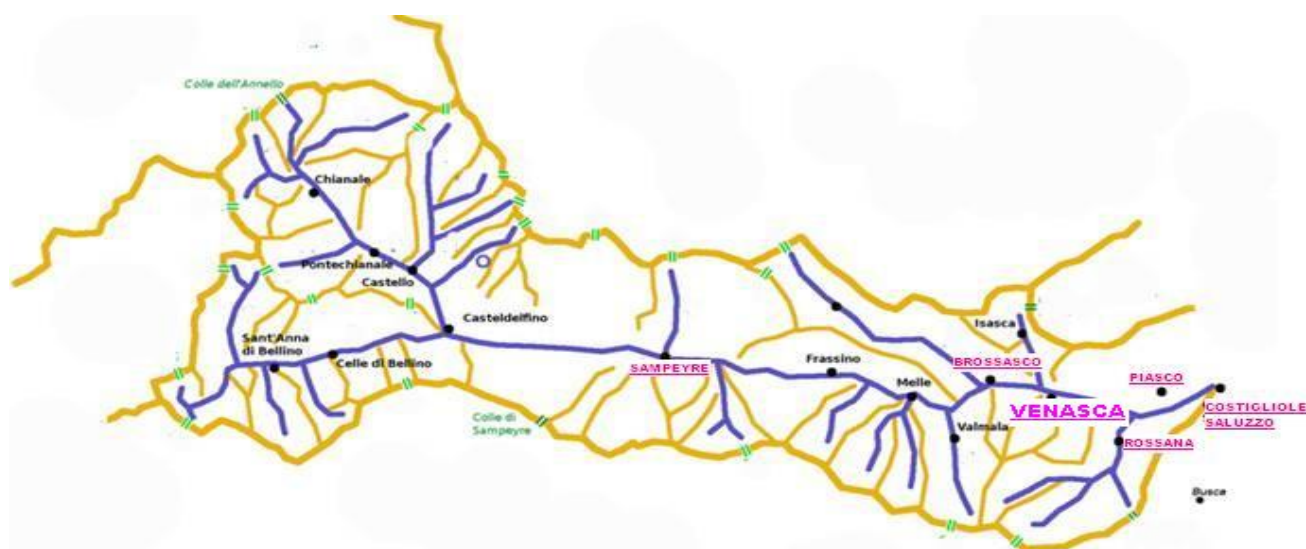 Colle dell'Annello
Chianale
Pontechianale
Castello
Casteldelfino
Sant'Anna
di Bellino
Celle di Bellino
Colle di
Sampeyre
SAMPEYRE
Frassino
Melle
Isasca
BROSSASCO
VENASCA
Valmala
PIASCO
COSTIGLIOLE
SALUZZO
ROSSANA
Busca